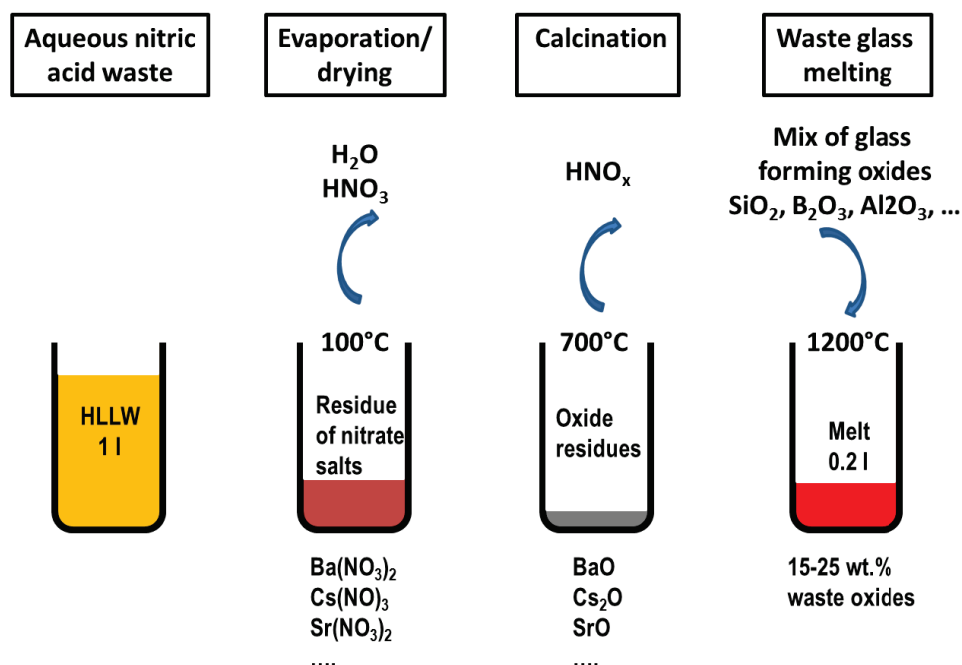 Aqueous nitric
acid waste
Evaporation/
drying
Calcination
Waste glass
melting
H₂O
HNO₃
HNOₓ
Mix of glass
forming oxides
SiO₂, B₂O₃, Al2O3, ...
HLLW
1 l
100°C
Residue
of nitrate
salts
700°C
Oxide
residues
1200°C
Melt
0.2 l
Ba(NO₃)₂
Cs(NO)₃
Sr(NO₃)₂
....
BaO
Cs₂O
SrO
....
15-25 wt.%
waste oxides